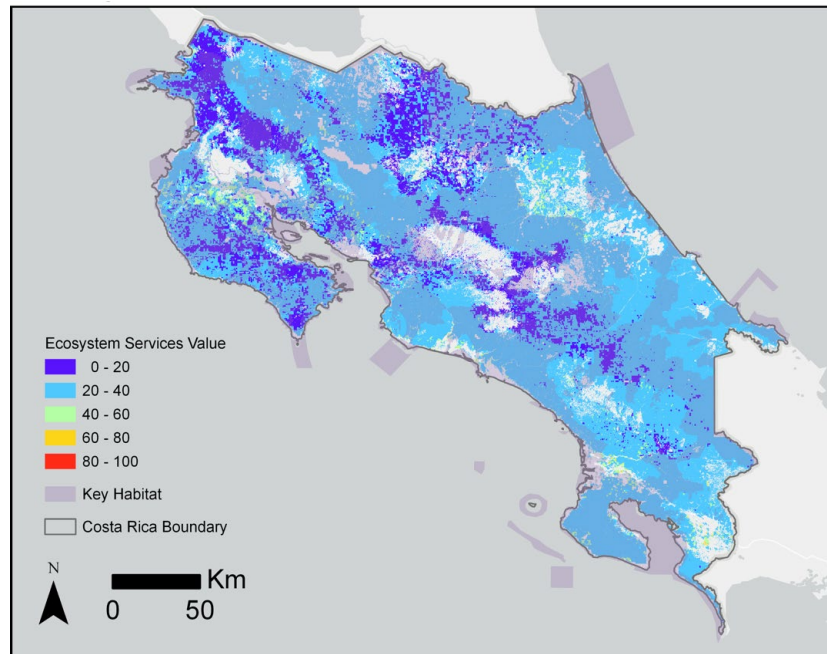 Ecosystem Services Value
0 - 20
20 - 40
40 - 60
60 - 80
80 - 100
Key Habitat
Costa Rica Boundary
N
Km
0 50